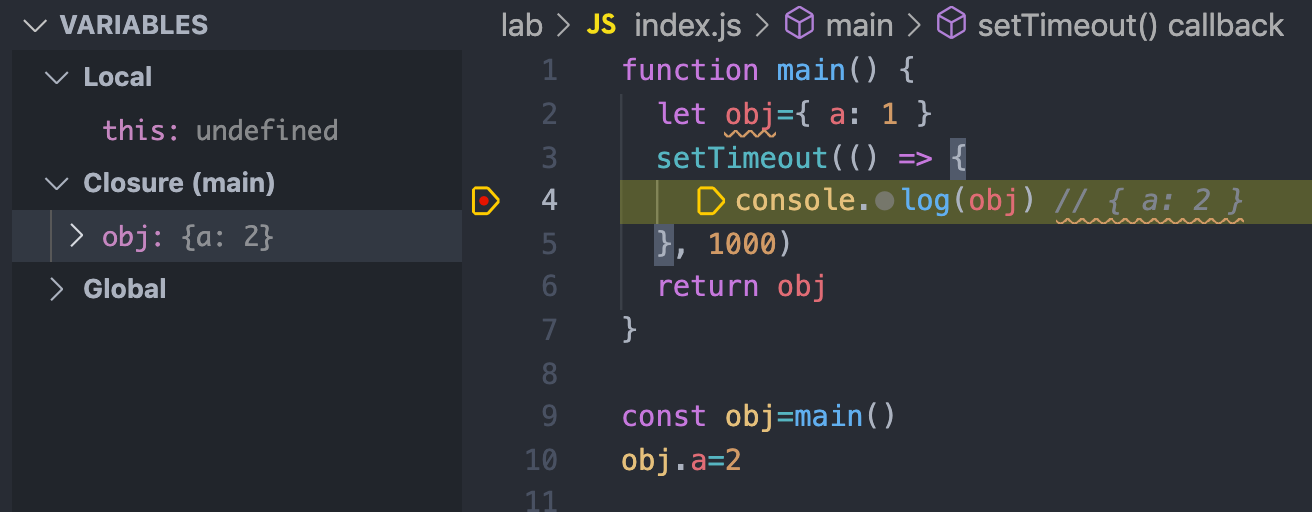 VARIABLES
Local
this: undefined
Closure (main)
obj: {a: 2}
Global
lab > JS index.js > main > setTimeout() callback
1 function main() {
2 let obj={ a: 1 }
3 setTimeout(() => {
4 console.log(obj) // { a: 2 }
5 }, 1000)
6 return obj
7 }
8
9 const obj=main()
10 obj.a=2
11